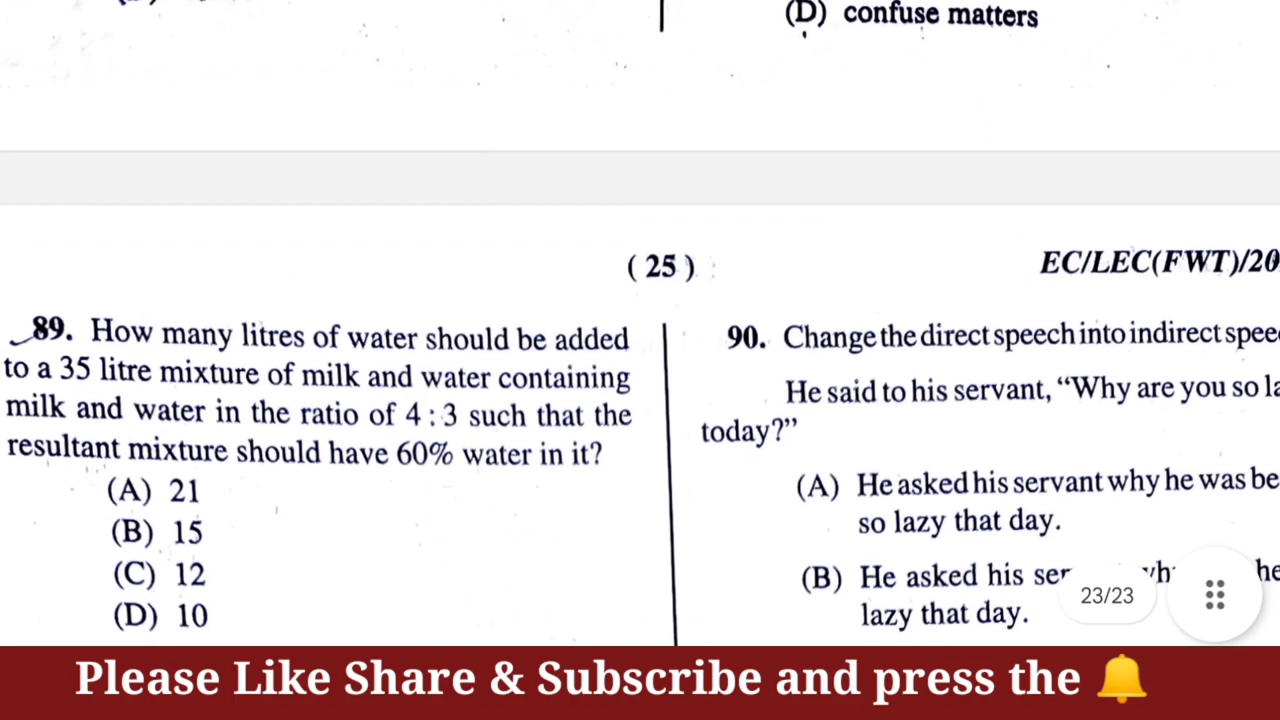 (D) confuse matters
( 25 )
EC/LEC(FWT)/20
89. How many litres of water should be added
to a 35 litre mixture of milk and water containing
milk and water in the ratio of 4 : 3 such that the
resultant mixture should have 60% water in it?
(A) 21
(B) 15
(C) 12
(D) 10
90. Change the direct speech into indirect spee
He said to his servant, “Why are you so la
today?”
(A) He asked his servant why he was be
so lazy that day.
(B) He asked his ser
lazy that day.
23/23
Please Like Share & Subscribe and press the